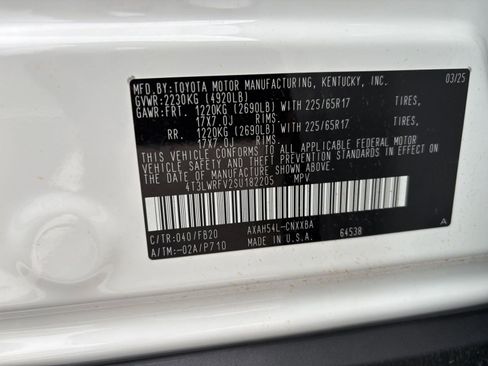 MFD.BY:TOYOTA MOTOR MANUFACTURING, KENTUCKY, INC. 03/25
GVWR:2230KG (4920LB)
GAWR:FRT. 1220KG (2690LB) WITH 225/65R17 TIRES,
17X7.0J RIMS.
RR. 1220KG (2690LB) WITH 225/65R17 TIRES,
17X7.0J RIMS.
THIS VEHICLE CONFORMS TO ALL APPLICABLE FEDERAL MOTOR
VEHICLE SAFETY AND THEFT PREVENTION STANDARDS IN EFFECT
ON THE DATE OF MANUFACTURE SHOWN ABOVE.
4T3LWRFV2SU182205 MPV
C/TR:040/FB20 AXAH54L-CNXXBA A
A/TM:-02A/P710 MADE IN U.S.A. 64538